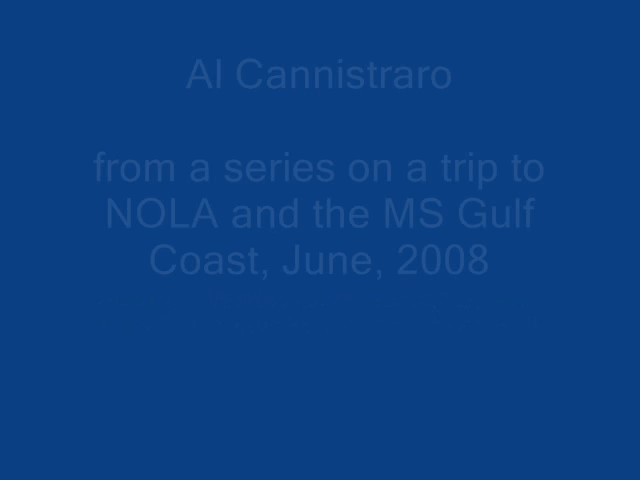 Al Cannistraro
from a series on a trip to
NOLA and the MS Gulf
Coast, June, 2008